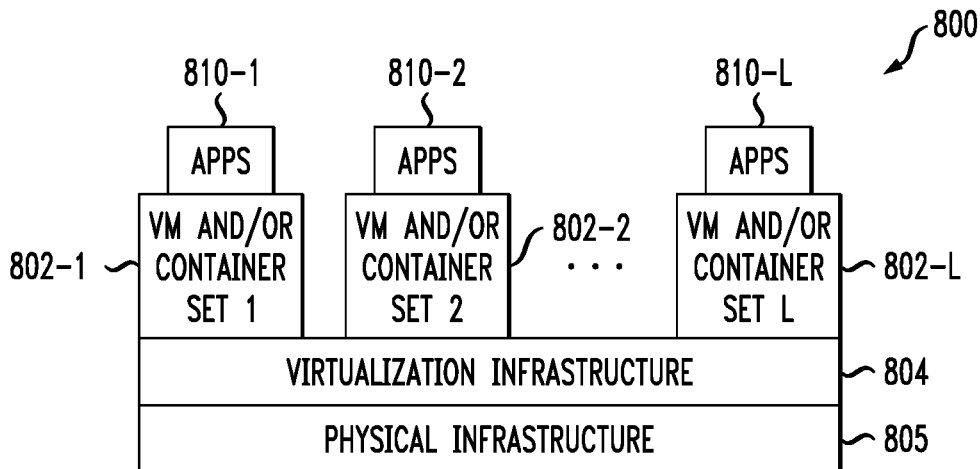 800
810-1
810-2
810-L
APPS
APPS
APPS
VM AND/OR
CONTAINER
SET 1
VM AND/OR
CONTAINER
SET 2
VM AND/OR
CONTAINER
SET L
802-1
802-2
. . .
802-L
VIRTUALIZATION INFRASTRUCTURE
804
PHYSICAL INFRASTRUCTURE
805